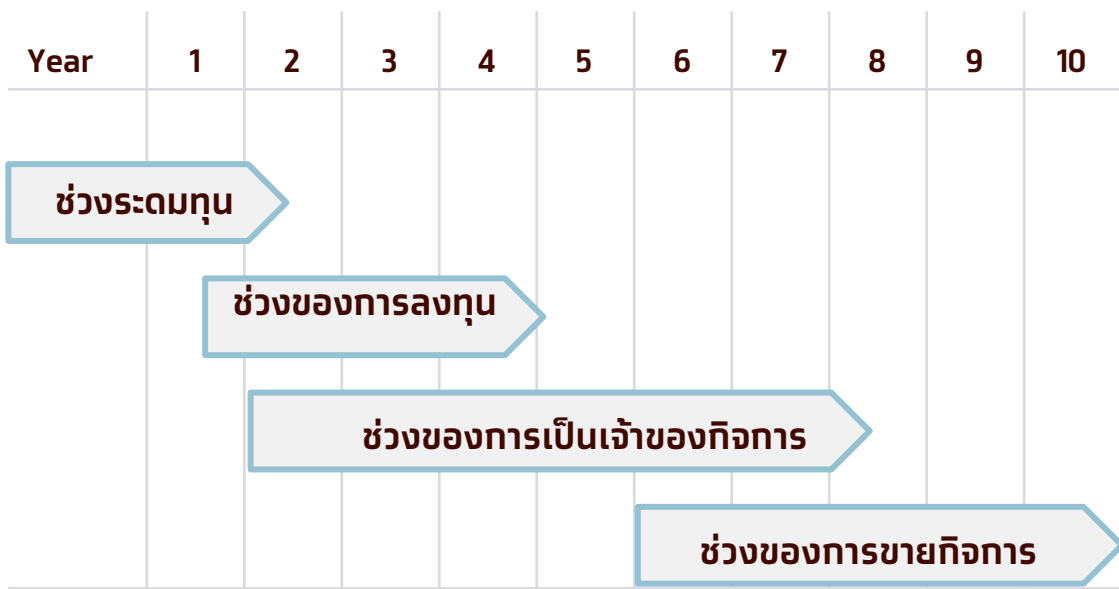 Year 1 2 3 4 5 6 7 8 9 10
ช่วงระดมทุน
ช่วงของการลงทุน
ช่วงของการเป็นเจ้าของกิจการ
ช่วงของการขายกิจการ